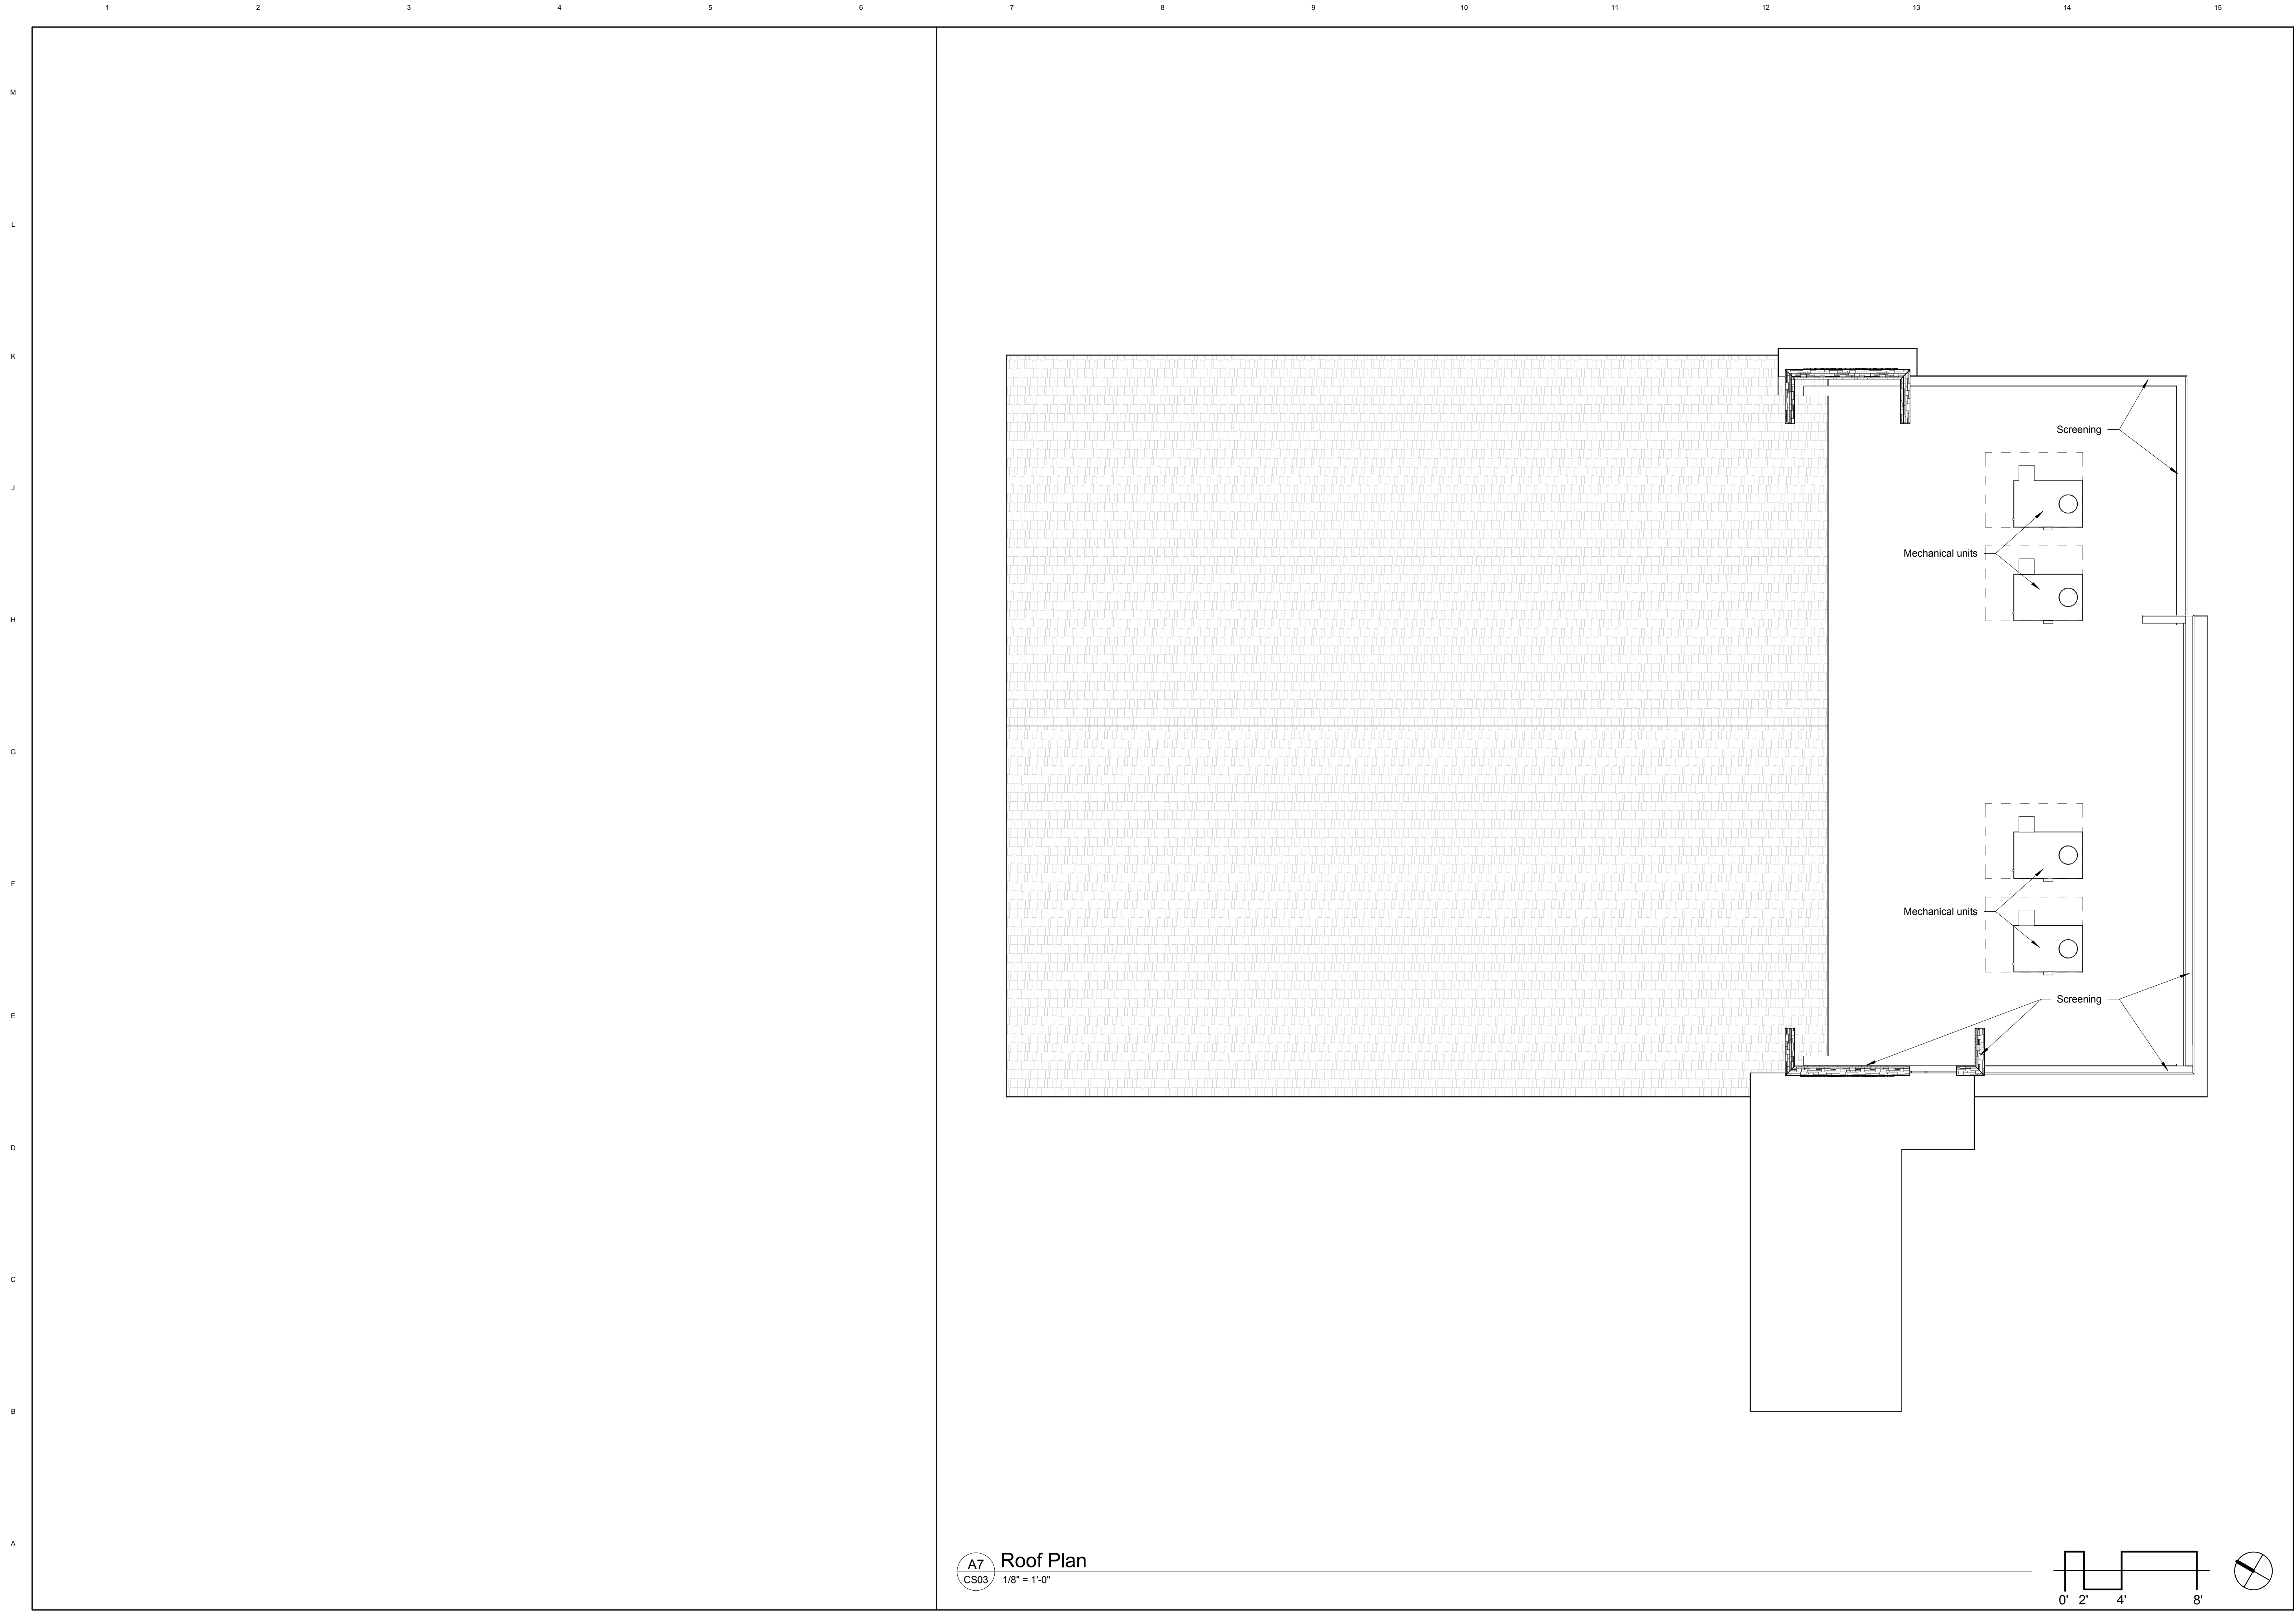 1 2 3 4 5 6 7 8 9 10 11 12 13 14 15
M
L
K
Screening
J
Mechanical units
H
G
F
Mechanical units
Screening
E
D
C
B
A
A7 Roof Plan
CS03 1/8" = 1'-0"
0' 2' 4' 8'